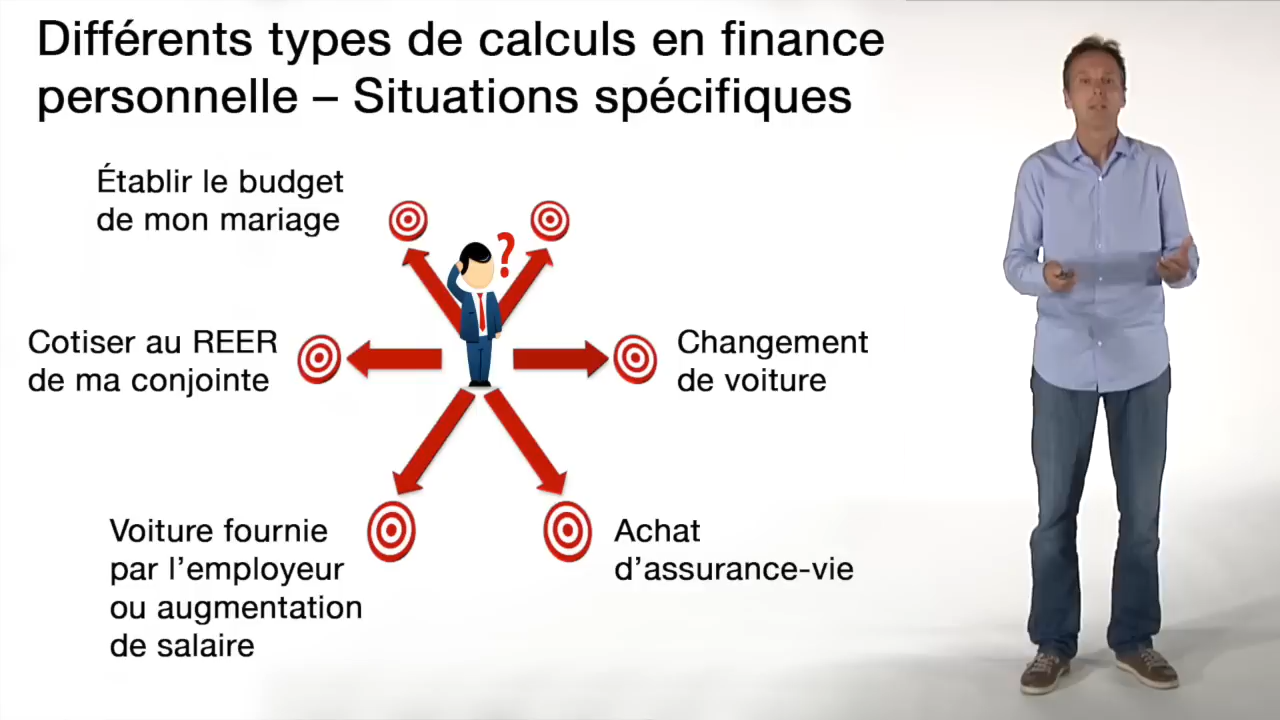 Différents types de calculs en finance
personnelle – Situations spécifiques
Établir le budget
de mon mariage
?
Cotiser au REER
de ma conjointe
Changement
de voiture
Voiture fournie
par l’employeur
ou augmentation
de salaire
Achat
d’assurance-vie